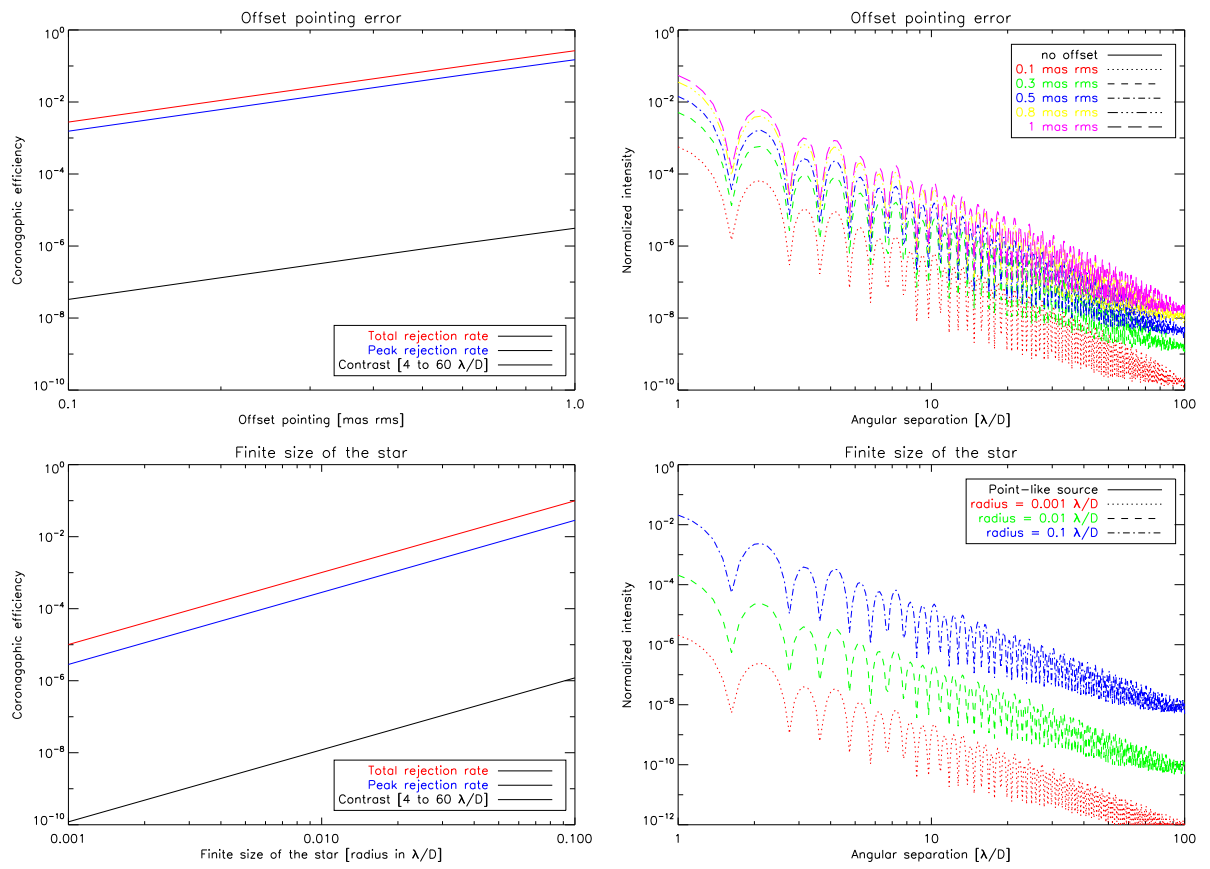 Offset pointing error
Coronagaphic efficiency
10^0
10^-2
10^-4
10^-6
10^-8
10^-10
Total rejection rate
Peak rejection rate
Contrast [4 to 60 λ/D]
0.1
1.0
Offset pointing [mas rms]
Offset pointing error
Normalized intensity
10^0
10^-2
10^-4
10^-6
10^-8
10^-10
no offset
0.1 mas rms
0.3 mas rms
0.5 mas rms
0.8 mas rms
1 mas rms
1
10
100
Angular separation [λ/D]
Finite size of the star
Coronagaphic efficiency
10^0
10^-2
10^-4
10^-6
10^-8
10^-10
Total rejection rate
Peak rejection rate
Contrast [4 to 60 λ/D]
0.001
0.010
0.100
Finite size of the star [radius in λ/D]
Finite size of the star
Normalized intensity
10^0
10^-2
10^-4
10^-6
10^-8
10^-10
10^-12
Point-like source
radius = 0.001 λ/D
radius = 0.01 λ/D
radius = 0.1 λ/D
1
10
100
Angular separation [λ/D]